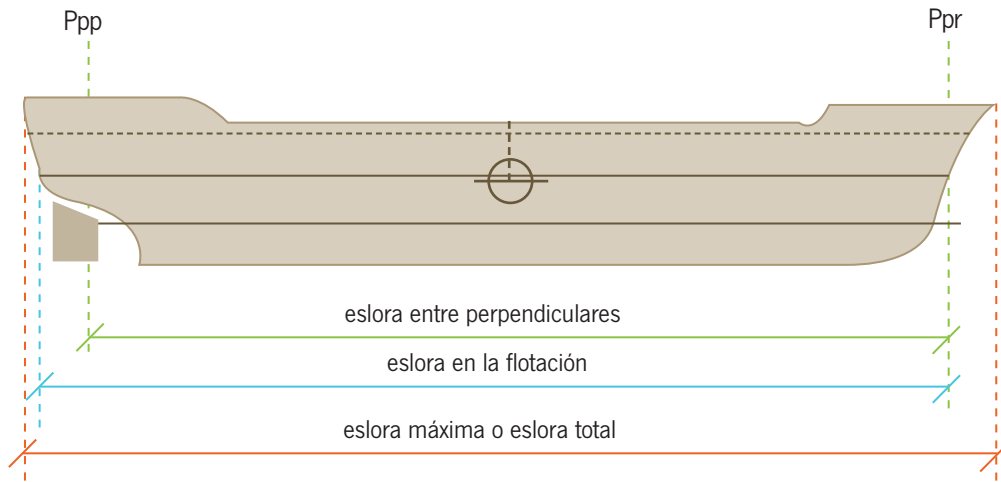 Ppp
Ppr
eslora entre perpendiculares
eslora en la flotación
eslora máxima o eslora total